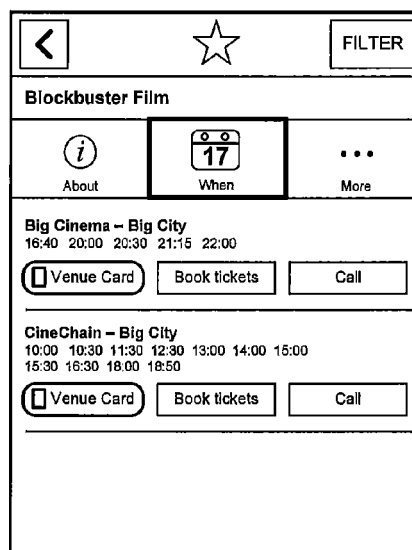 FILTER
Blockbuster Film
i
17
About When More
Big Cinema – Big City
16:40 20:00 20:30 21:15 22:00
Venue Card Book tickets Call
CineChain – Big City
10:00 10:30 11:30 12:30 13:00 14:00 15:00
15:30 16:30 18:00 18:50
Venue Card Book tickets Call